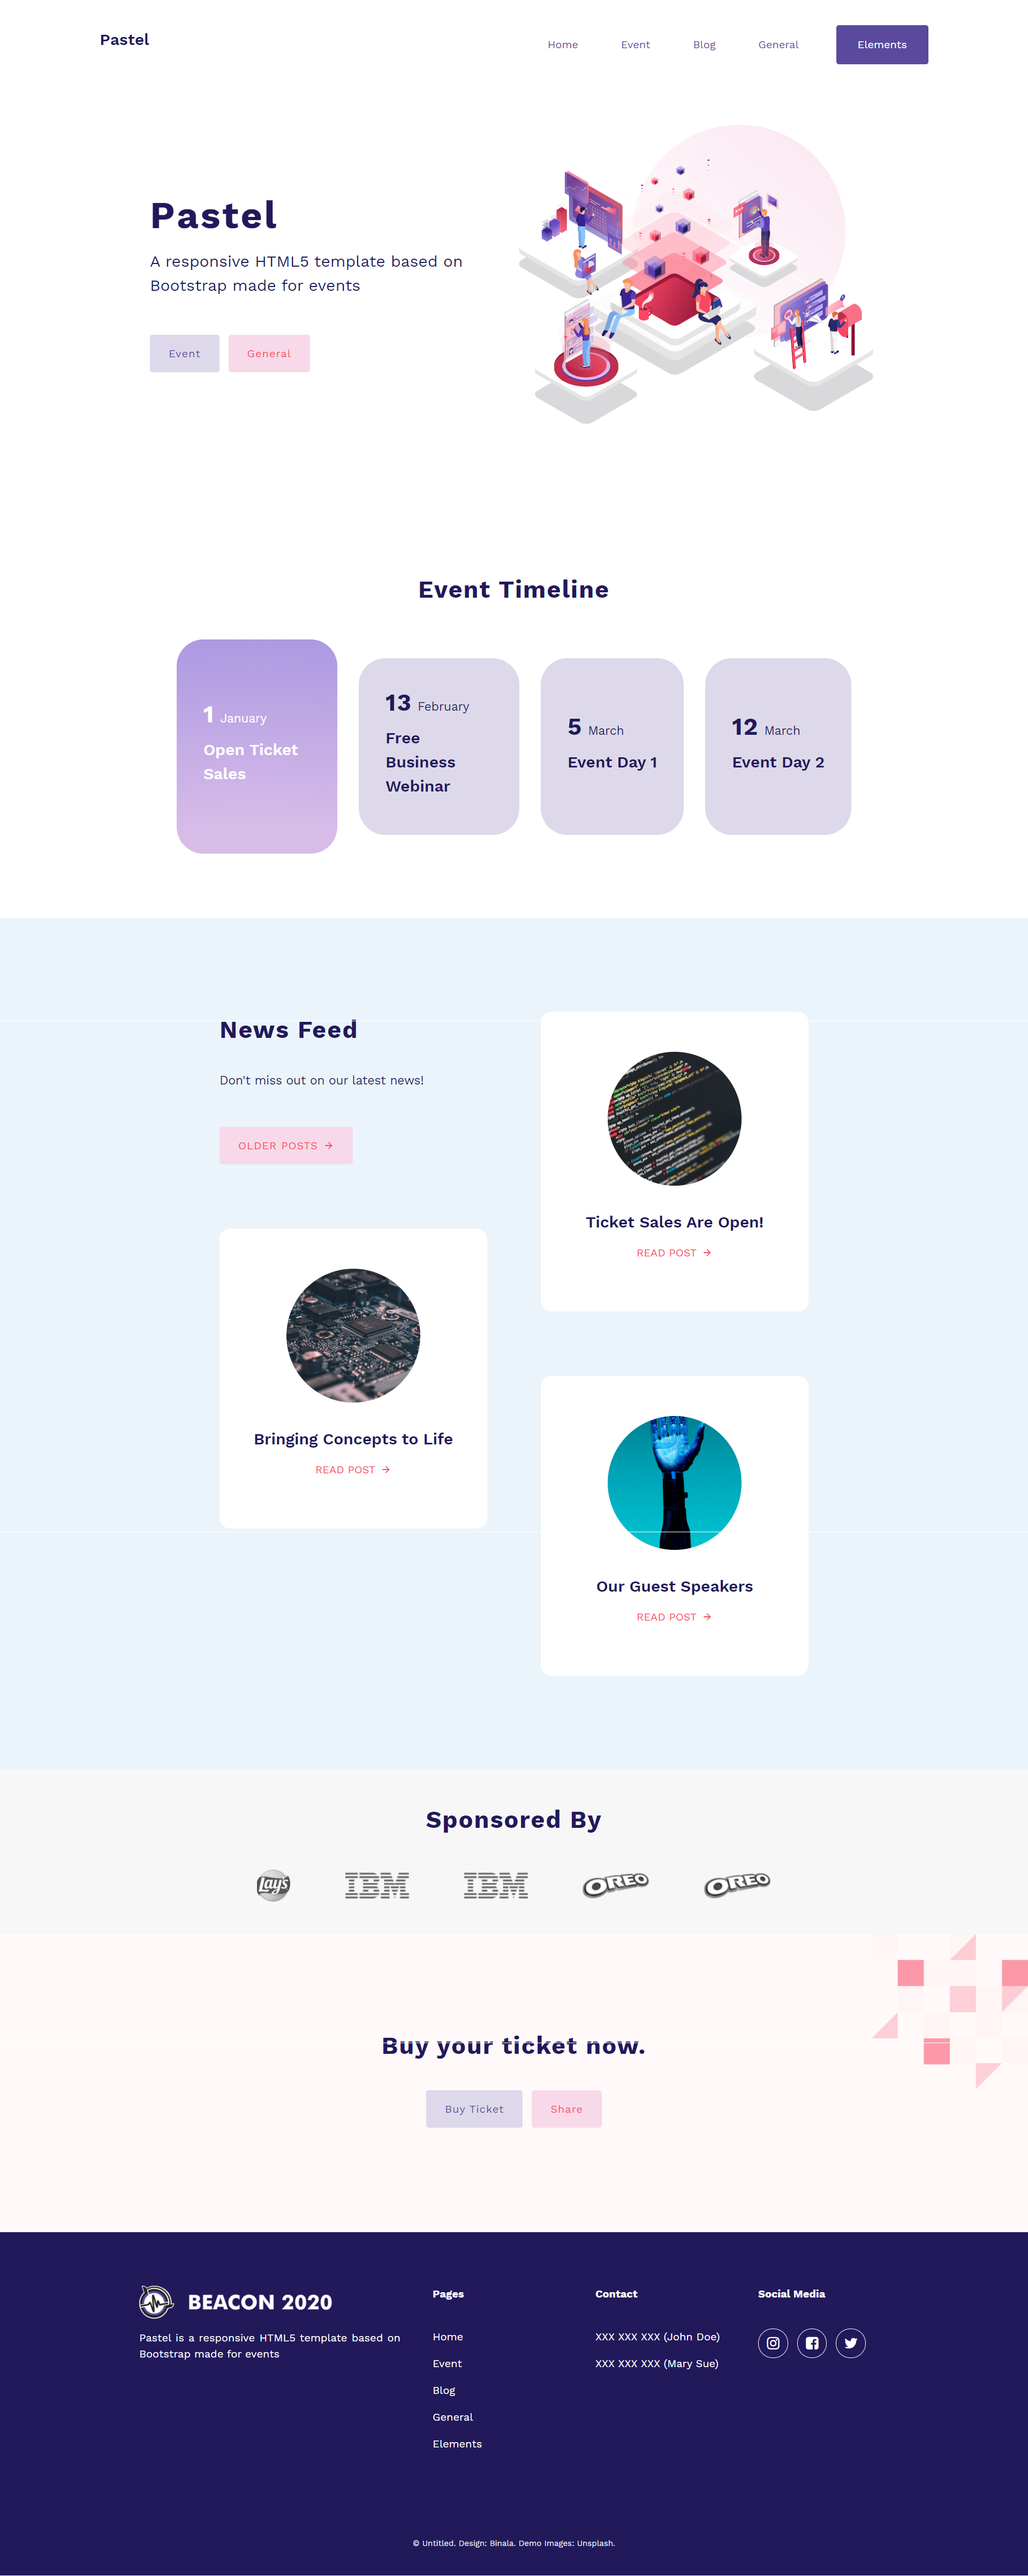 Pastel
Home
Event
Blog
General
Elements
Pastel
A responsive HTML5 template based on
Bootstrap made for events
Event
General
Event Timeline
1 January
Open Ticket
Sales
13 February
Free
Business
Webinar
5 March
Event Day 1
12 March
Event Day 2
News Feed
Don't miss out on our latest news!
OLDER POSTS
Ticket Sales Are Open!
READ POST
Bringing Concepts to Life
READ POST
Our Guest Speakers
READ POST
Sponsored By
Lay's
IBM
IBM
OREO
OREO
Buy your ticket now.
Buy Ticket
Share
BEACON 2020
Pastel is a responsive HTML5 template based on
Bootstrap made for events
Pages
Home
Event
Blog
General
Elements
Contact
XXX XXX XXX (John Doe)
XXX XXX XXX (Mary Sue)
Social Media
© Untitled. Design: Binala. Demo Images: Unsplash.